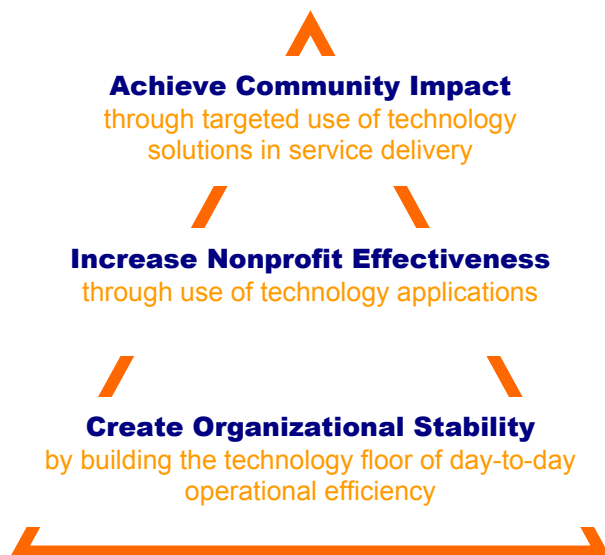 Achieve Community Impact
through targeted use of technology
solutions in service delivery
Increase Nonprofit Effectiveness
through use of technology applications
Create Organizational Stability
by building the technology floor of day-to-day
operational efficiency